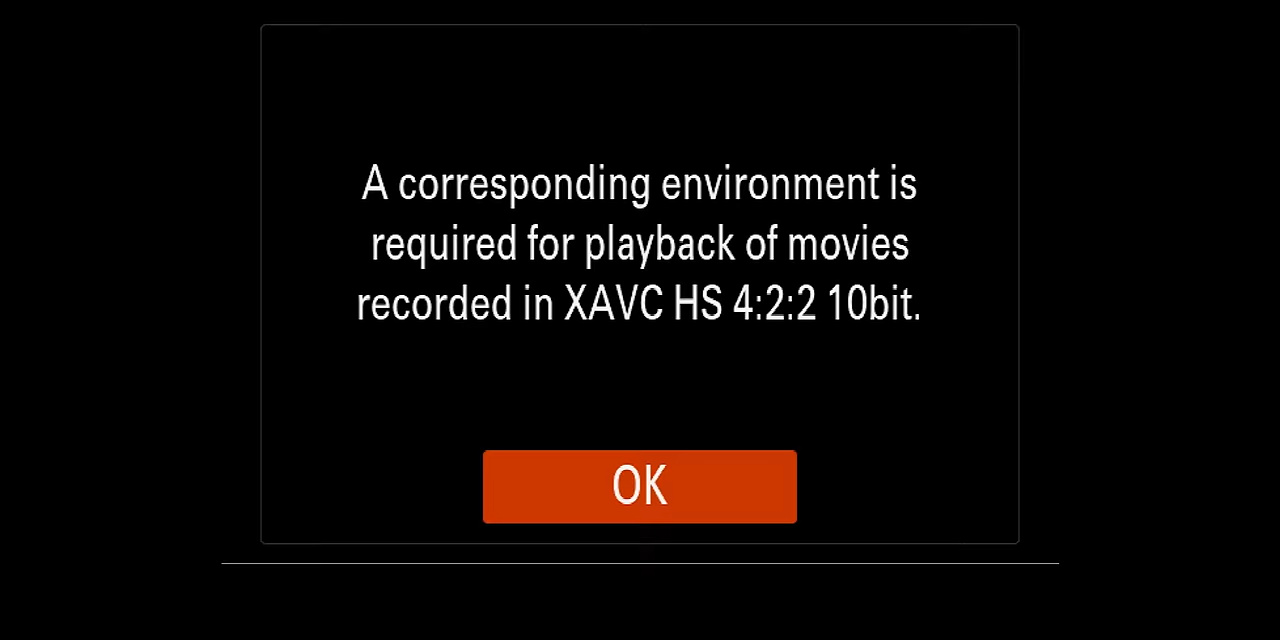 A corresponding environment is
required for playback of movies
recorded in XAVC HS 4:2:2 10bit.
OK